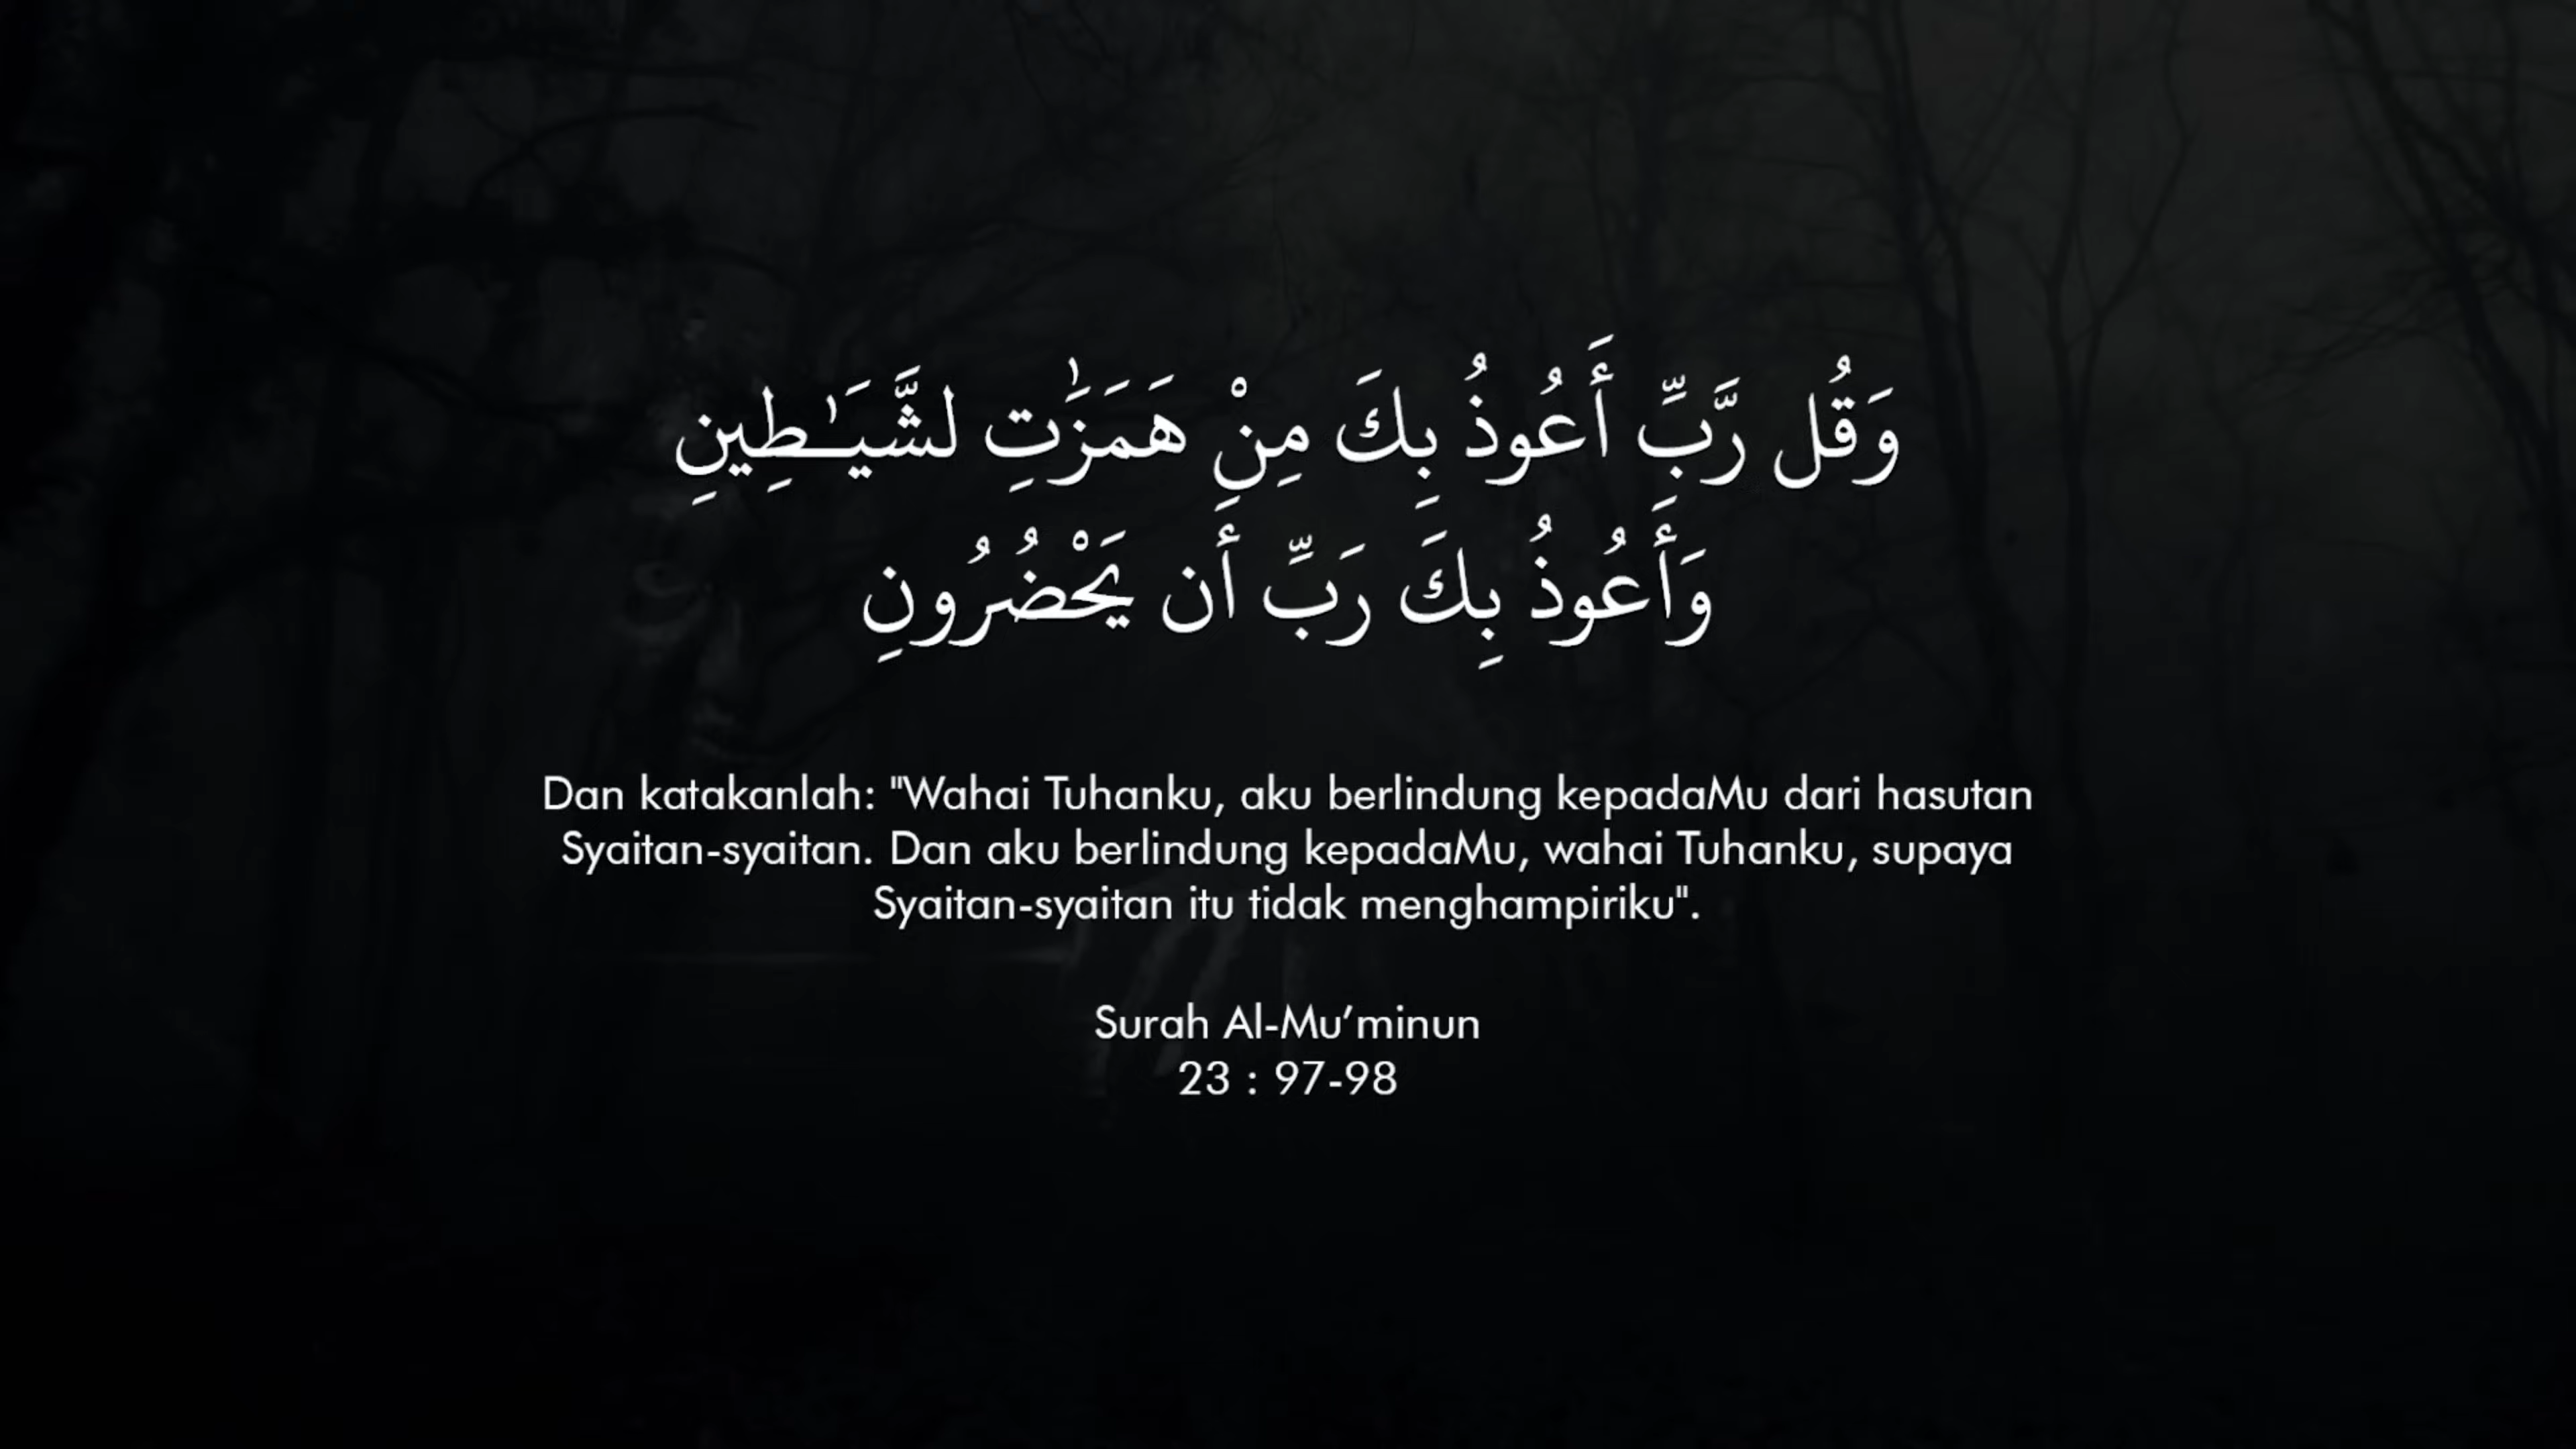 وَقُل رَّبِّ أَعُوذُ بِكَ مِنْ هَمَزَٰتِ لشَّيَـٰطِينِ
وَأَعُوذُ بِكَ رَبِّ أَن يَحْضُرُونِ
Dan katakanlah: "Wahai Tuhanku, aku berlindung kepadaMu dari hasutan
Syaitan-syaitan. Dan aku berlindung kepadaMu, wahai Tuhanku, supaya
Syaitan-syaitan itu tidak menghampiriku".
Surah Al-Mu’minun
23 : 97-98